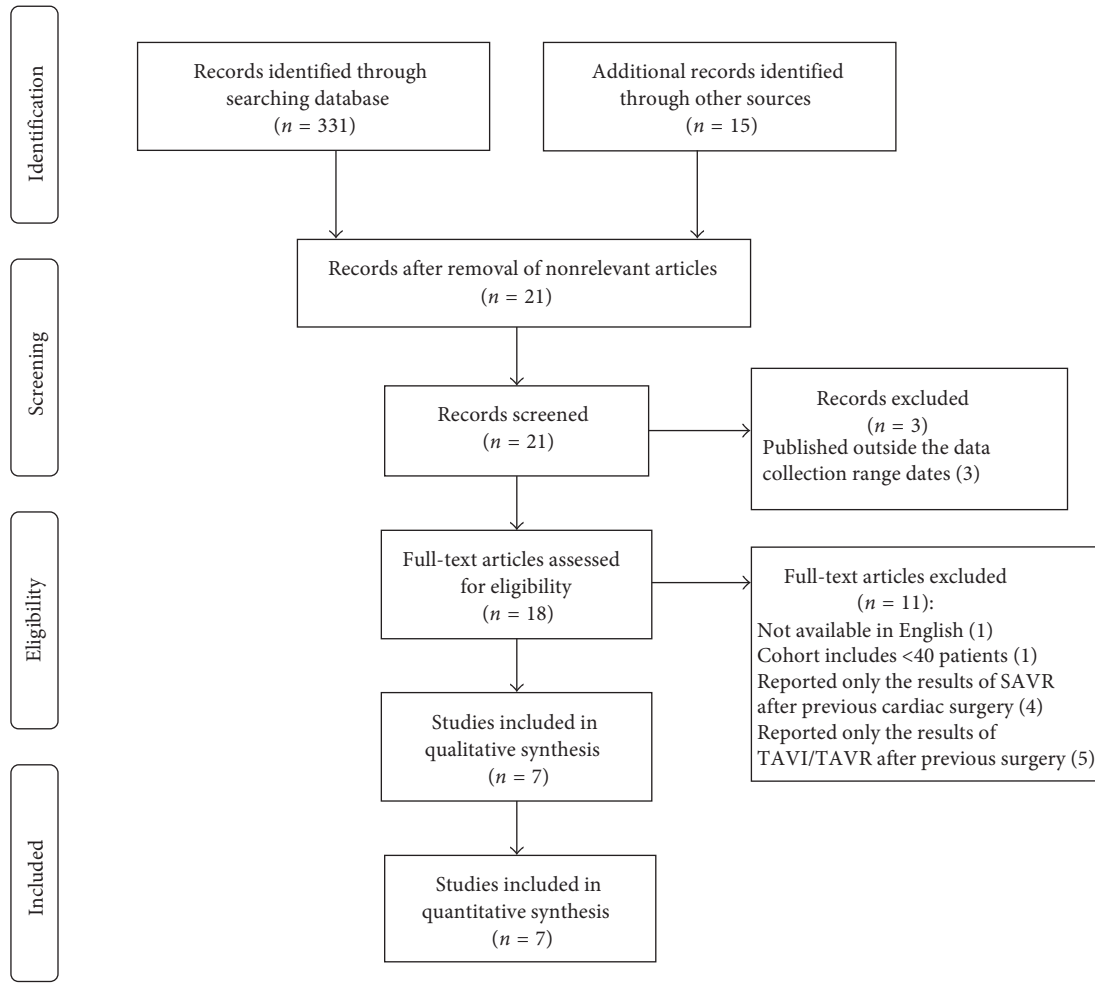 Identification
Records identified through
searching database
(n = 331)
Additional records identified
through other sources
(n = 15)
Screening
Records after removal of nonrelevant articles
(n = 21)
Records screened
(n = 21)
Records excluded
(n = 3)
Published outside the data
collection range dates (3)
Eligibility
Full-text articles assessed
for eligibility
(n = 18)
Full-text articles excluded
(n = 11):
Not available in English (1)
Cohort includes <40 patients (1)
Reported only the results of SAVR
after previous cardiac surgery (4)
Reported only the results of
TAVI/TAVR after previous surgery (5)
Studies included in
qualitative synthesis
(n = 7)
Included
Studies included in
quantitative synthesis
(n = 7)